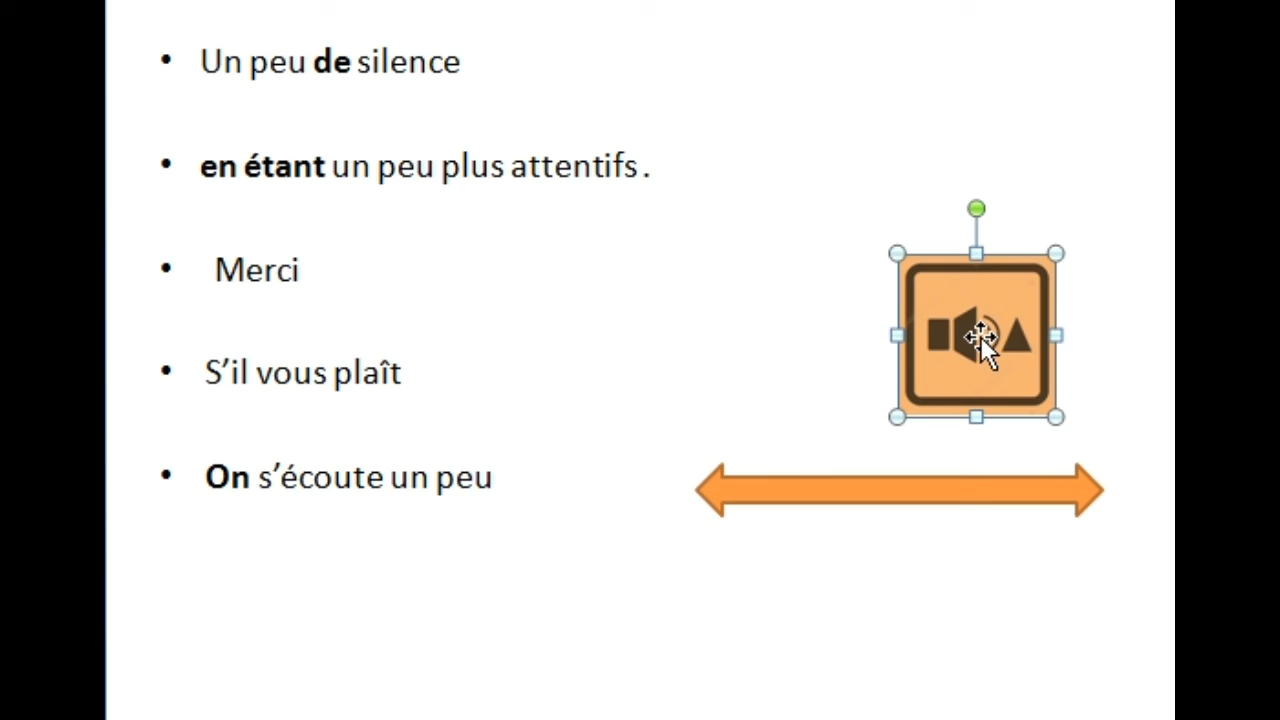 • Un peu de silence
• en étant un peu plus attentifs .
• Merci
• S’il vous plaît
• On s’écoute un peu